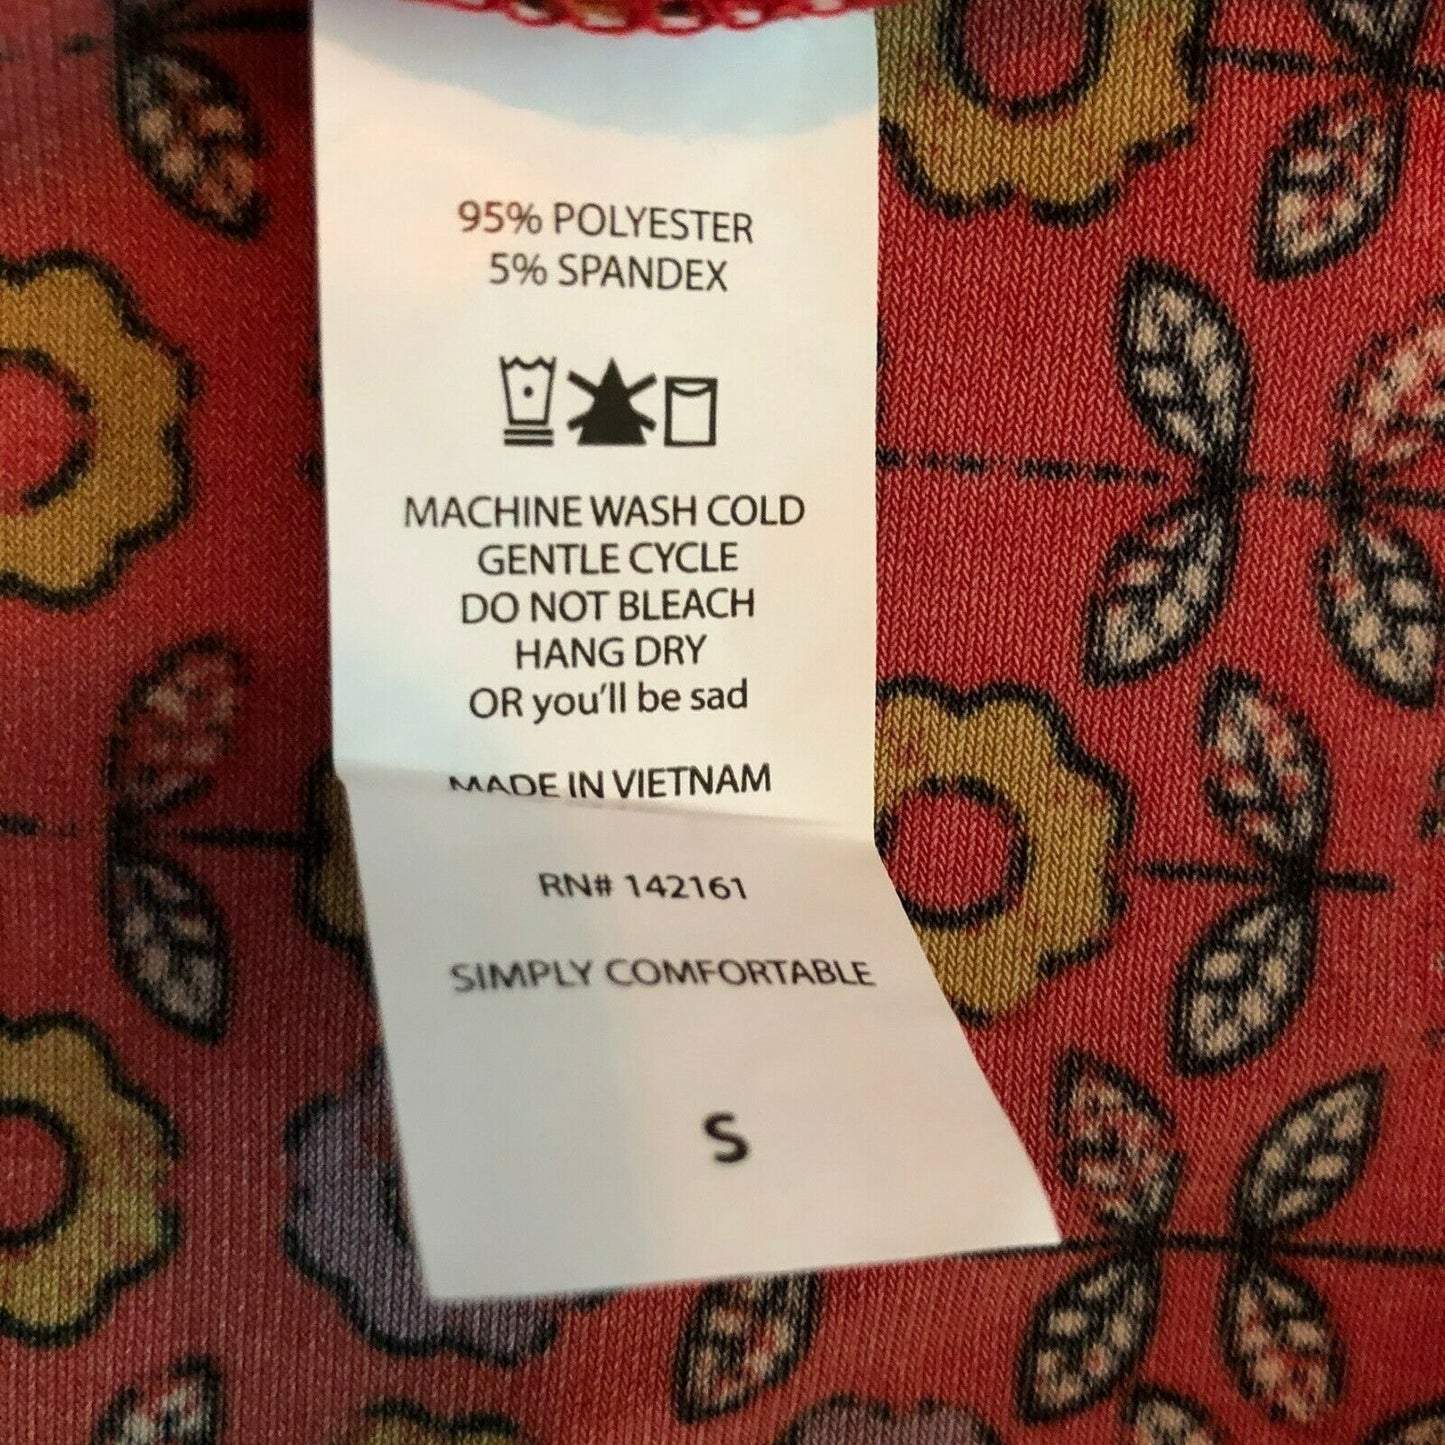 95% POLYESTER
5% SPANDEX
MACHINE WASH COLD
GENTLE CYCLE
DO NOT BLEACH
HANG DRY
OR you'll be sad
MADE IN VIETNAM
RN# 142161
SIMPLY COMFORTABLE
S